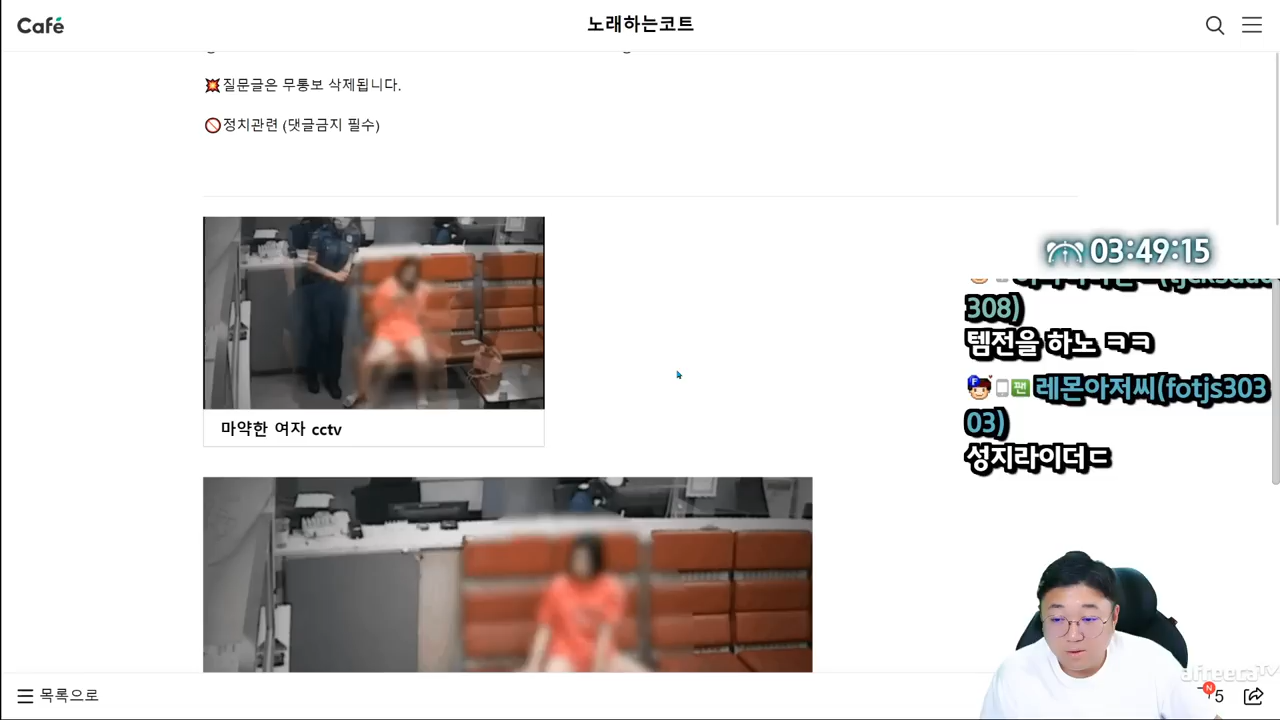 Café
노래하는코트
💥질문글은 무통보 삭제됩니다.
🚫정치관련 (댓글금지 필수)
03:49:15
308)
템전을 하노 ㅋㅋ
팬 레몬아저씨(fotjs303
03)
성지라이더ㄷ
마약한 여자 cctv
목록으로
afreecaTV
N
5